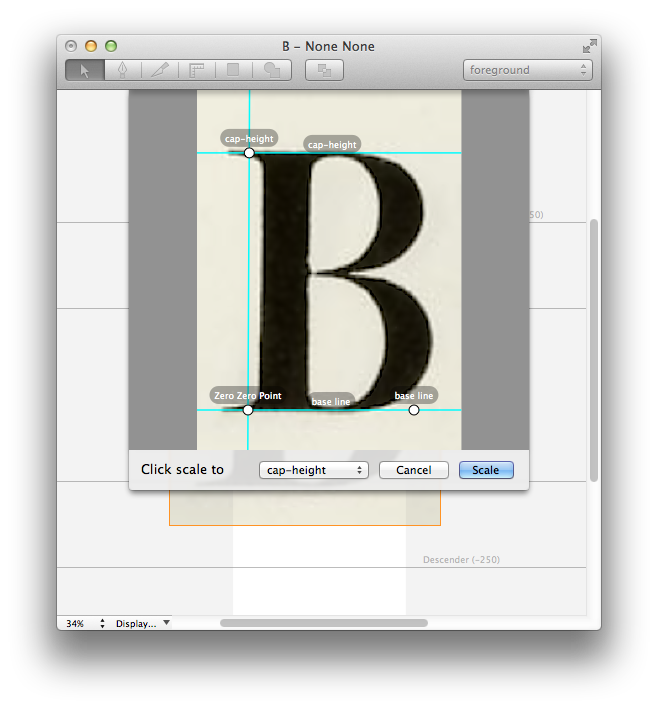 B – None None
foreground
cap-height
cap-height
50)
B
Zero Zero Point
base line
base line
Click scale to
cap-height
Cancel
Scale
Descender (-250)
34%
Display...